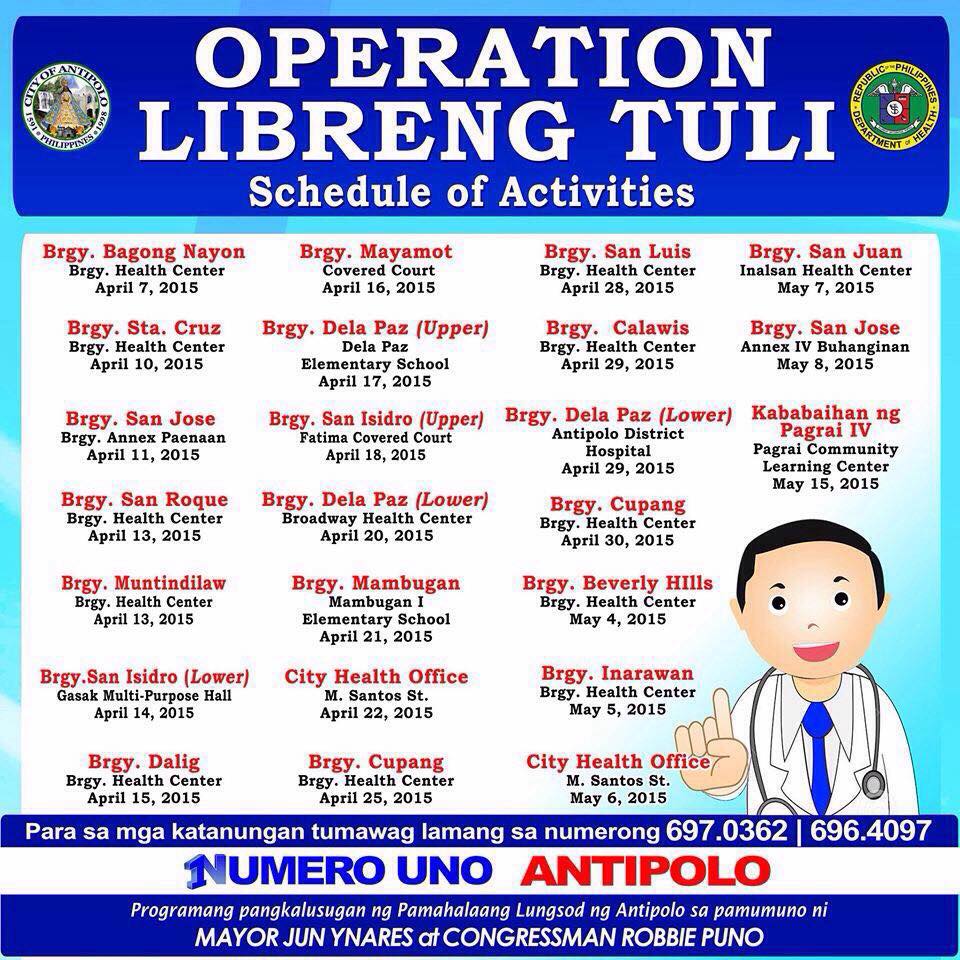 OPERATION
LIBRENG TULI
Schedule of Activities
CITY OF ANTIPOLO
1591 PHILIPPINES 1998
REPUBLIC OF THE PHILIPPINES
DEPARTMENT OF HEALTH
Brgy. Bagong Nayon
Brgy. Health Center
April 7, 2015
Brgy. Sta. Cruz
Brgy. Health Center
April 10, 2015
Brgy. San Jose
Brgy. Annex Paenaan
April 11, 2015
Brgy. San Roque
Brgy. Health Center
April 13, 2015
Brgy. Muntindilaw
Brgy. Health Center
April 13, 2015
Brgy.San Isidro (Lower)
Gasak Multi-Purpose Hall
April 14, 2015
Brgy. Dalig
Brgy. Health Center
April 15, 2015
Brgy. Mayamot
Covered Court
April 16, 2015
Brgy. Dela Paz (Upper)
Dela Paz
Elementary School
April 17, 2015
Brgy. San Isidro (Upper)
Fatima Covered Court
April 18, 2015
Brgy. Dela Paz (Lower)
Broadway Health Center
April 20, 2015
Brgy. Mambugan
Mambugan I
Elementary School
April 21, 2015
City Health Office
M. Santos St.
April 22, 2015
Brgy. Cupang
Brgy. Health Center
April 25, 2015
Brgy. San Luis
Brgy. Health Center
April 28, 2015
Brgy. Calawis
Brgy. Health Center
April 29, 2015
Brgy. Dela Paz (Lower)
Antipolo District
Hospital
April 29, 2015
Brgy. Cupang
Brgy. Health Center
April 30, 2015
Brgy. Beverly HIlls
Brgy. Health Center
May 4, 2015
Brgy. Inarawan
Brgy. Health Center
May 5, 2015
City Health Office
M. Santos St.
May 6, 2015
Brgy. San Juan
Inalsan Health Center
May 7, 2015
Brgy. San Jose
Annex IV Buhanginan
May 8, 2015
Kababaihan ng
Pagrai IV
Pagrai Community
Learning Center
May 15, 2015
Para sa mga katanungan tumawag lamang sa numerong 697.0362 | 696.4097
1NUMERO UNO ANTIPOLO
Programang pangkalusugan ng Pamahalaang Lungsod ng Antipolo sa pamumuno ni
MAYOR JUN YNARES at CONGRESSMAN ROBBIE PUNO